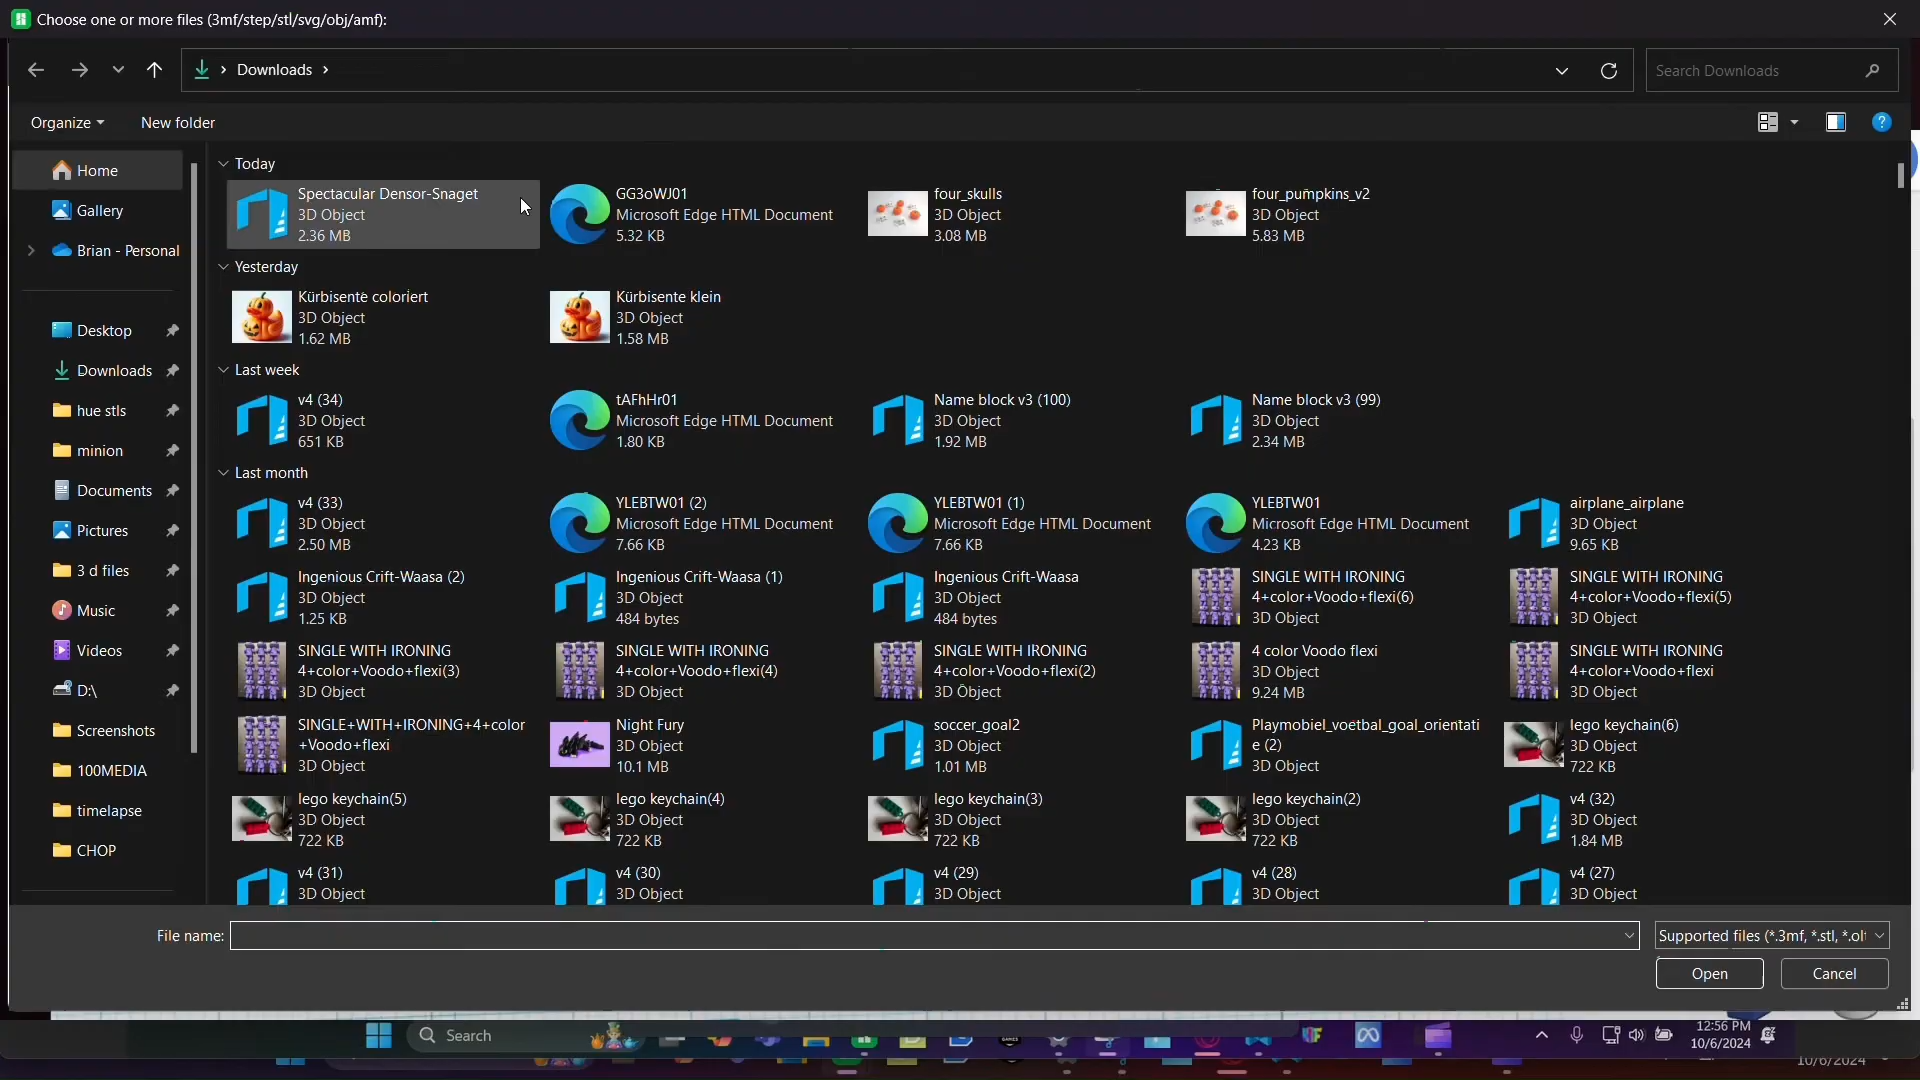 Choose one or more files (3mf/step/stl/svg/obj/amf):
Downloads
Search Downloads
Organize
New folder
Home
Gallery
Brian - Personal
Desktop
Downloads
hue stls
minion
Documents
Pictures
3 d files
Music
Videos
D:\
Screenshots
100MEDIA
timelapse
CHOP
Today
Spectacular Densor-Snaget
3D Object
2.36 MB
GG3oWJ01
Microsoft Edge HTML Document
5.32 KB
four_skulls
3D Object
3.08 MB
four_pumpkins_v2
3D Object
5.83 MB
Yesterday
Kürbisente coloriert
3D Object
1.62 MB
Kürbisente klein
3D Object
1.58 MB
Last week
v4 (34)
3D Object
651 KB
tAFhHr01
Microsoft Edge HTML Document
1.80 KB
Name block v3 (100)
3D Object
1.92 MB
Name block v3 (99)
3D Object
2.34 MB
Last month
v4 (33)
3D Object
2.50 MB
YLEBTW01 (2)
Microsoft Edge HTML Document
7.66 KB
YLEBTW01 (1)
Microsoft Edge HTML Document
7.66 KB
YLEBTW01
Microsoft Edge HTML Document
4.23 KB
airplane_airplane
3D Object
9.65 KB
Ingenious Crift-Waasa (2)
3D Object
1.25 KB
Ingenious Crift-Waasa (1)
3D Object
484 bytes
Ingenious Crift-Waasa
3D Object
484 bytes
SINGLE WITH IRONING
4+color+Voodo+flexi(6)
3D Object
SINGLE WITH IRONING
4+color+Voodo+flexi(5)
3D Object
SINGLE WITH IRONING
4+color+Voodo+flexi(3)
3D Object
SINGLE WITH IRONING
4+color+Voodo+flexi(4)
3D Object
SINGLE WITH IRONING
4+color+Voodo+flexi(2)
3D Object
4 color Voodo flexi
3D Object
9.24 MB
SINGLE WITH IRONING
4+color+Voodo+flexi
3D Object
SINGLE+WITH+IRONING+4+color
+Voodo+flexi
3D Object
Night Fury
3D Object
10.1 MB
soccer_goal2
3D Object
1.01 MB
Playmobiel_voetbal_goal_orientati
e (2)
3D Object
lego keychain(6)
3D Object
722 KB
lego keychain(5)
3D Object
722 KB
lego keychain(4)
3D Object
722 KB
lego keychain(3)
3D Object
722 KB
lego keychain(2)
3D Object
722 KB
v4 (32)
3D Object
1.84 MB
v4 (31)
3D Object
v4 (30)
3D Object
v4 (29)
3D Object
v4 (28)
3D Object
v4 (27)
3D Object
File name:
Supported files (*.3mf, *.stl, *.olt
Open
Cancel
Search
12:56 PM
10/6/2024
10/6/2024